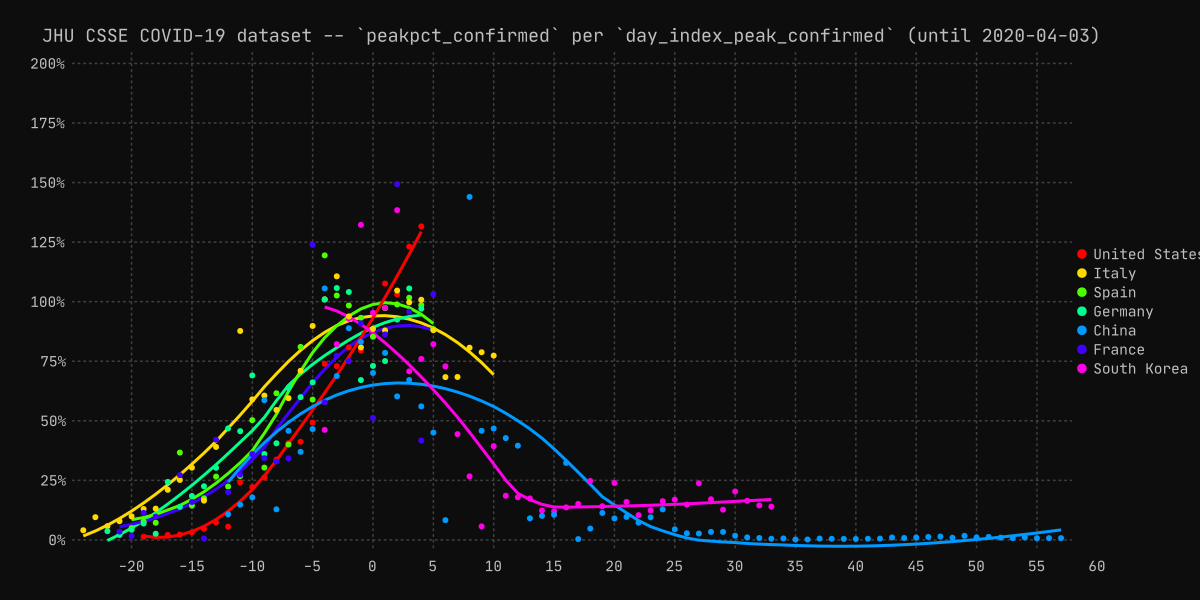 JHU CSSE COVID-19 dataset -- `peakpct_confirmed` per `day_index_peak_confirmed` (until 2020-04-03)
200%
175%
150%
125%
100%
75%
50%
25%
0%
United States
Italy
Spain
Germany
China
France
South Korea
−20 −15 −10 −5 0 5 10 15 20 25 30 35 40 45 50 55 60